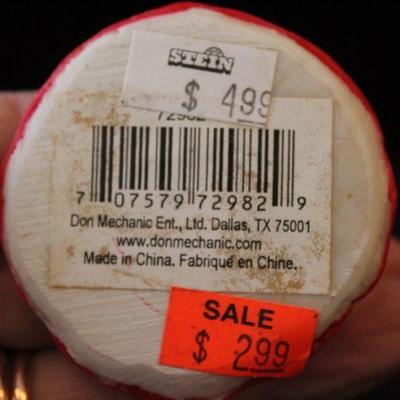 STEIN
$ 499
72982
7 07579 72982 9
Don Mechanic Ent., Ltd. Dallas, TX 75001
www.donmechanic.com
Made in China. Fabriqué en Chine.
SALE
$ 299